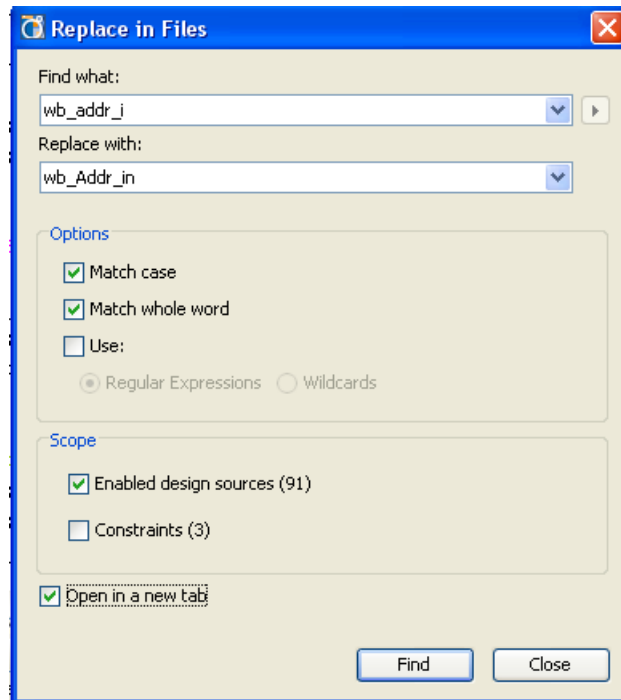 Replace in Files
Find what:
wb_addr_i
Replace with:
wb_Addr_in
Options
Match case
Match whole word
Use:
Regular Expressions Wildcards
Scope
Enabled design sources (91)
Constraints (3)
Open in a new tab
Find Close